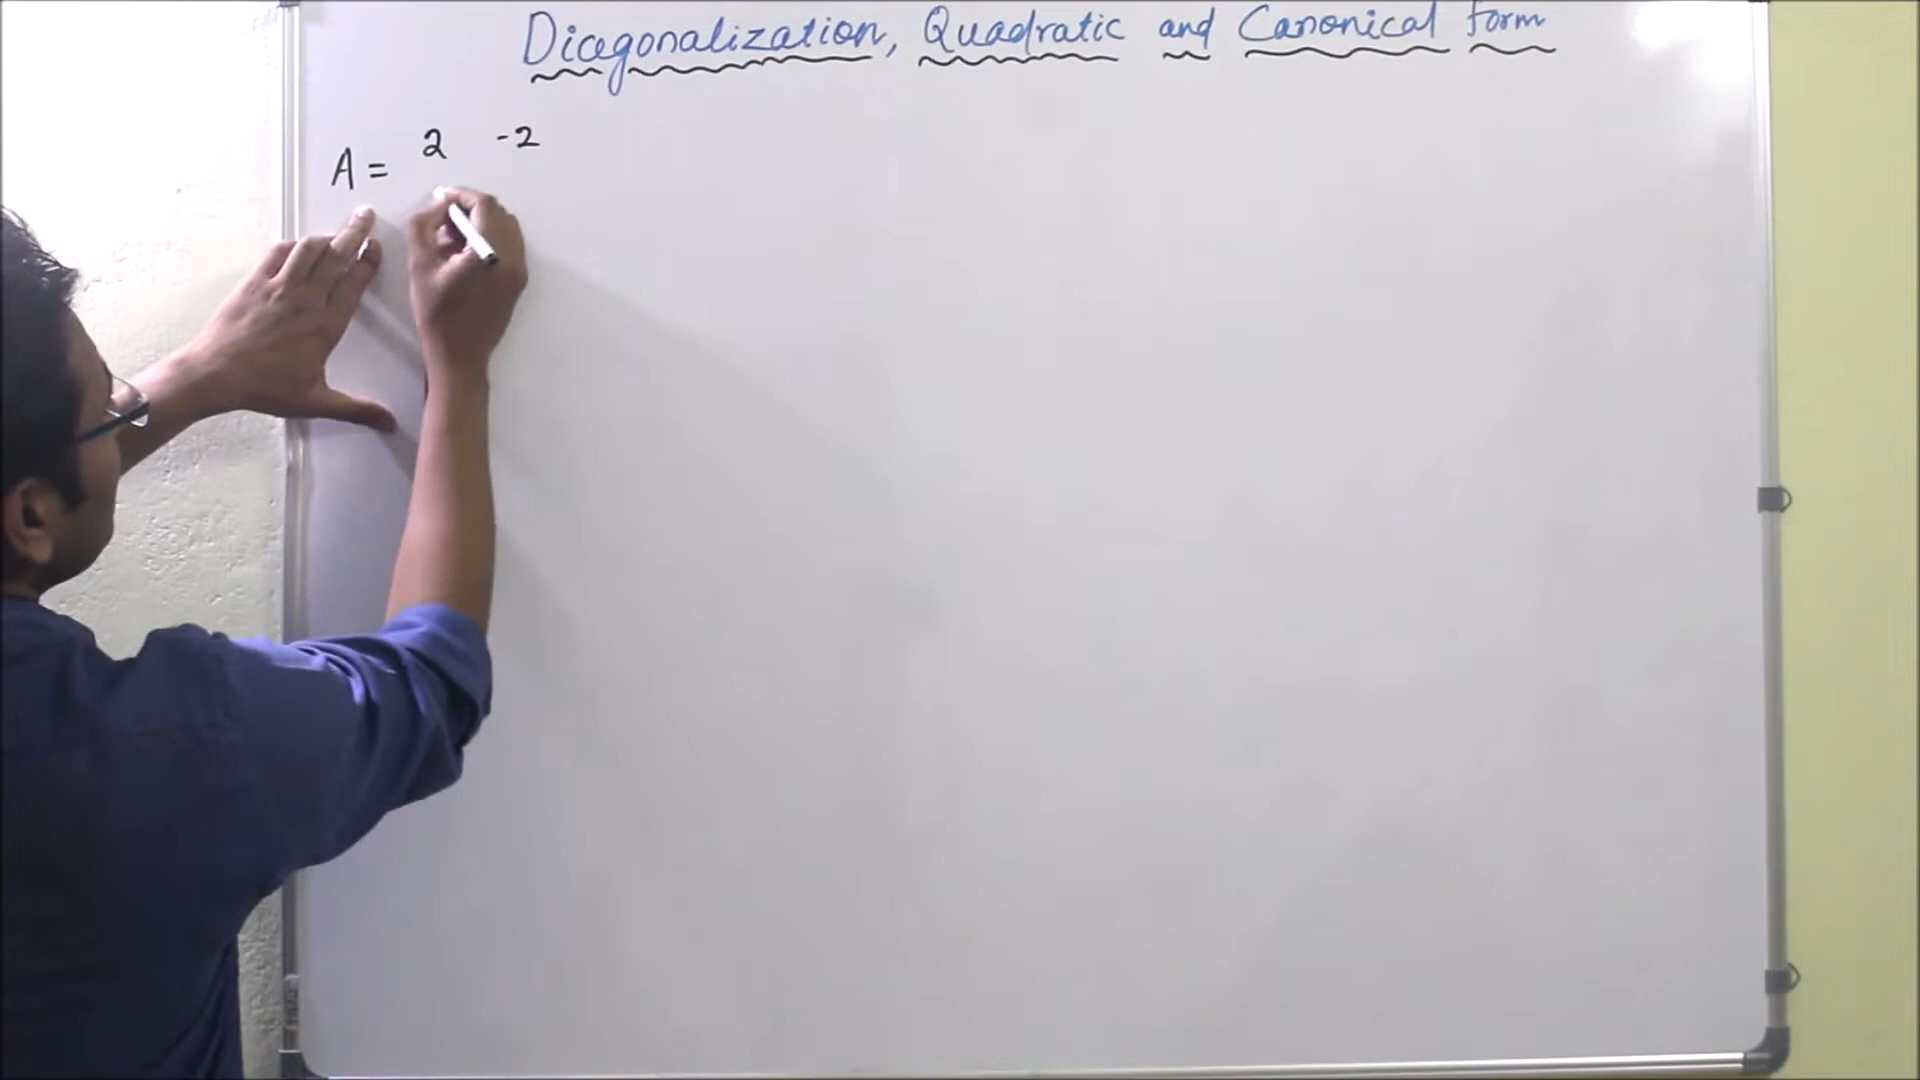 Diagonalization, Quadratic and Canonical form
A = 2 -2